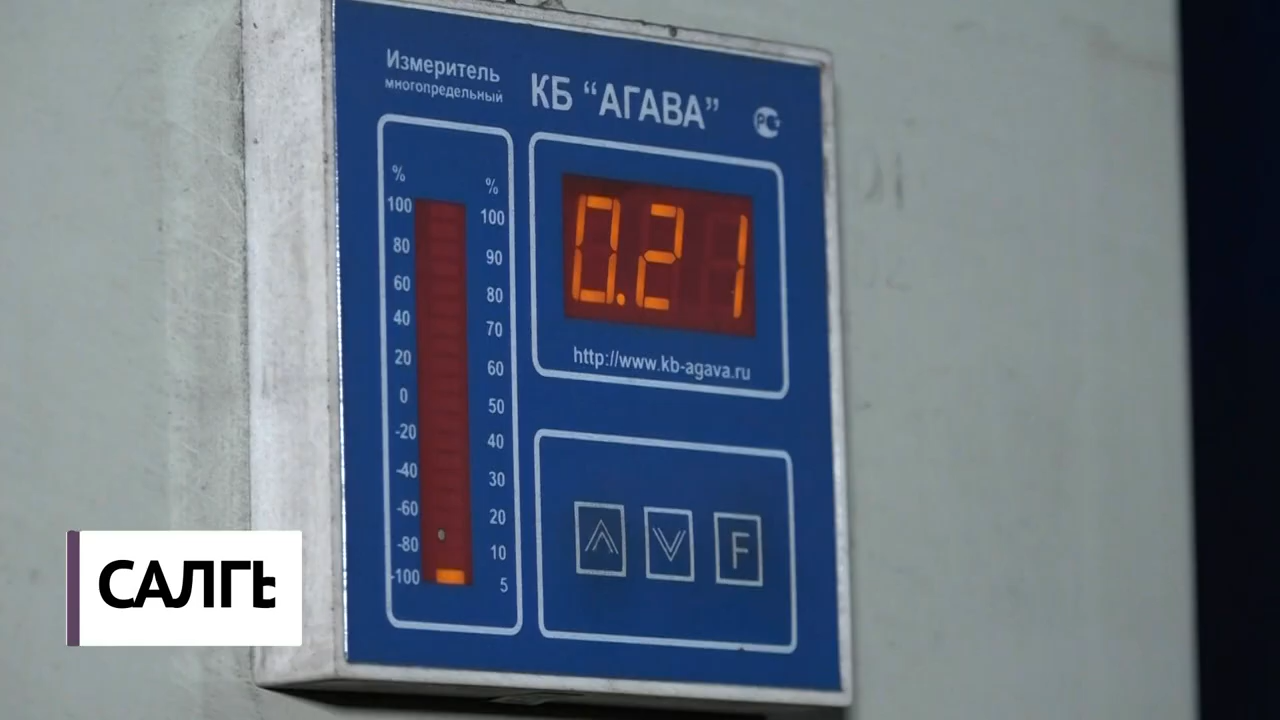 Измеритель
многопредельный
КБ “АГАВА”
% %
100 100
80 90
60 80
40 70
20 60
0 50
-20 40
-40 30
-60 20
-80 10
-100 5
0.21
http://www.kb-agava.ru
F